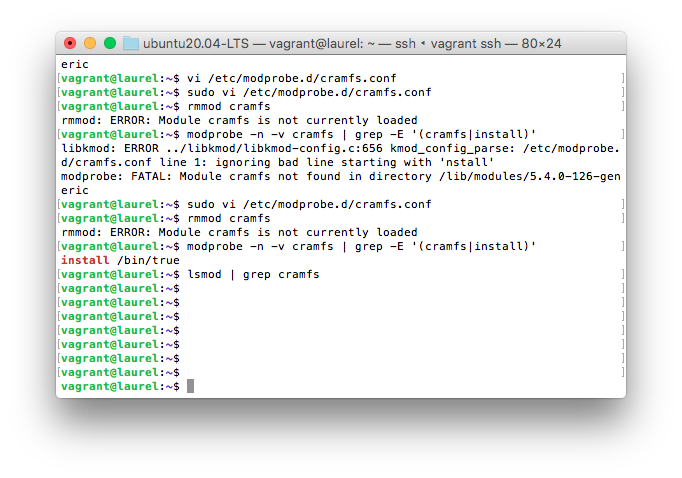 ubuntu20.04-LTS — vagrant@laurel: ~ — ssh ◂ vagrant ssh — 80×24
eric
[vagrant@laurel:~$ vi /etc/modprobe.d/cramfs.conf ]
[vagrant@laurel:~$ sudo vi /etc/modprobe.d/cramfs.conf ]
[vagrant@laurel:~$ rmmod cramfs ]
rmmod: ERROR: Module cramfs is not currently loaded
[vagrant@laurel:~$ modprobe -n -v cramfs | grep -E '(cramfs|install)' ]
libkmod: ERROR ../libkmod/libkmod-config.c:656 kmod_config_parse: /etc/modprobe.
d/cramfs.conf line 1: ignoring bad line starting with 'nstall'
modprobe: FATAL: Module cramfs not found in directory /lib/modules/5.4.0-126-gen
eric
[vagrant@laurel:~$ sudo vi /etc/modprobe.d/cramfs.conf ]
[vagrant@laurel:~$ rmmod cramfs ]
rmmod: ERROR: Module cramfs is not currently loaded
[vagrant@laurel:~$ modprobe -n -v cramfs | grep -E '(cramfs|install)' ]
install /bin/true
[vagrant@laurel:~$ lsmod | grep cramfs ]
[vagrant@laurel:~$ ]
[vagrant@laurel:~$ ]
[vagrant@laurel:~$ ]
[vagrant@laurel:~$ ]
[vagrant@laurel:~$ ]
[vagrant@laurel:~$ ]
[vagrant@laurel:~$ ]
vagrant@laurel:~$